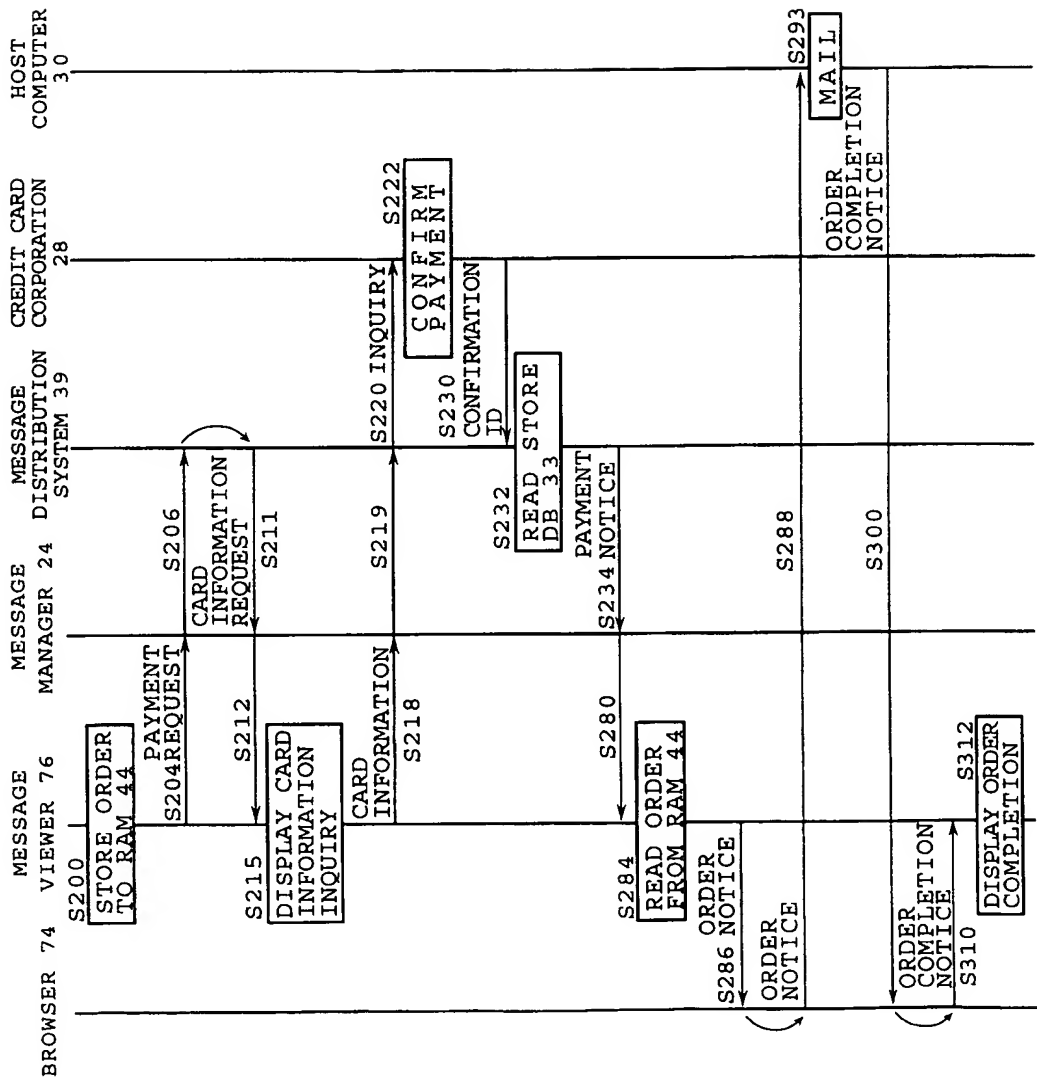 BROWSER 74
MESSAGE
VIEWER 76
MESSAGE
MANAGER 24
MESSAGE
DISTRIBUTION
SYSTEM 39
CREDIT CARD
CORPORATION
28
HOST
COMPUTER
30
S200
STORE ORDER
TO RAM 44
PAYMENT
S204REQUEST
S206
CARD
INFORMATION
REQUEST
S211
S212
S215
DISPLAY CARD
INFORMATION
INQUIRY
CARD
INFORMATION
S218
S219
S220 INQUIRY
S222
CONFIRM
PAYMENT
S230
CONFIRMATION
ID
S232
READ STORE
DB 33
PAYMENT
S234 NOTICE
S280
S284
READ ORDER
FROM RAM 44
ORDER
S286 NOTICE
ORDER
NOTICE
S288
S293
MAIL
ORDER
COMPLETION
NOTICE
S300
ORDER
COMPLETION
NOTICE
S310
S312
DISPLAY ORDER
COMPLETION